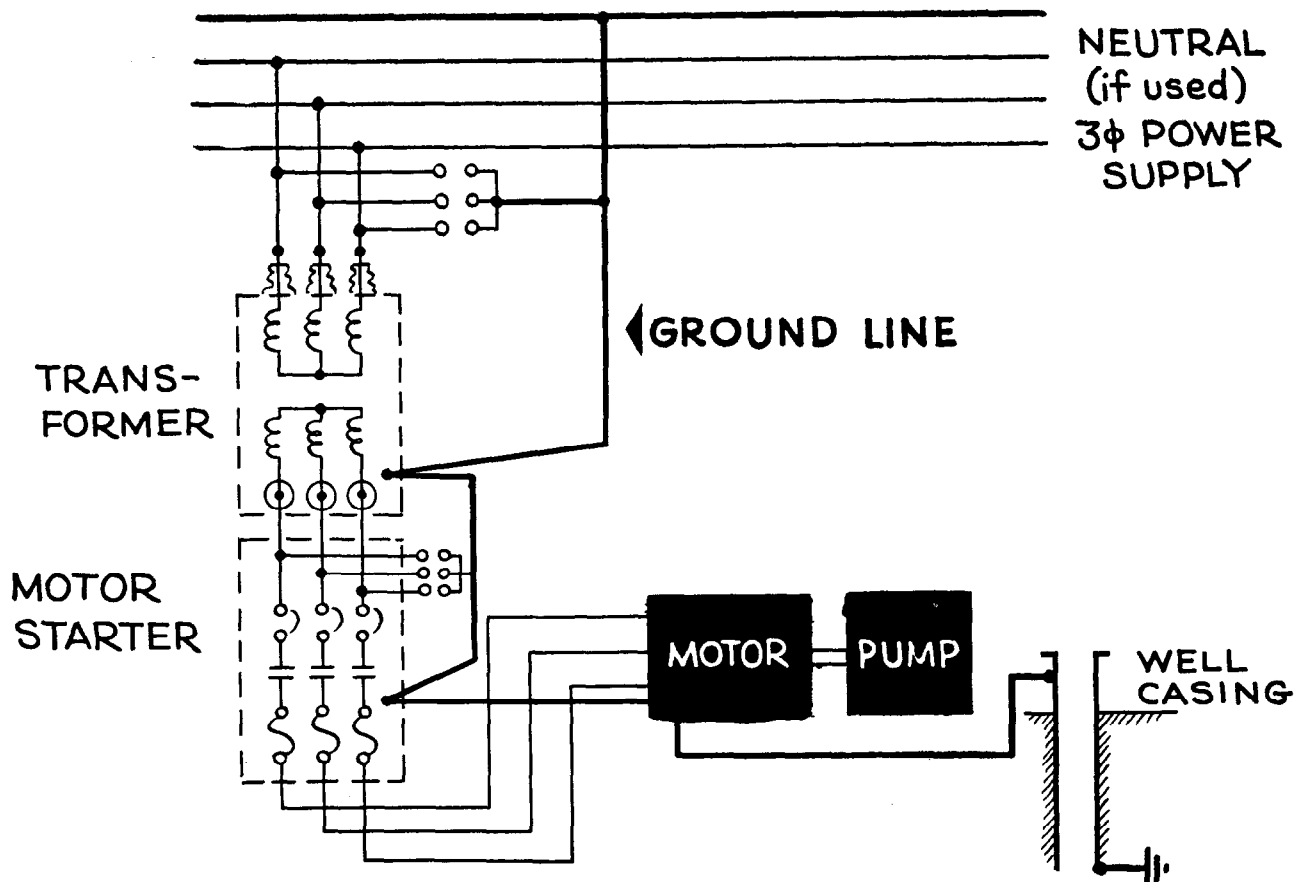 NEUTRAL
(if used)
3ϕ POWER
SUPPLY
GROUND LINE
TRANS-
FORMER
MOTOR
STARTER
MOTOR
PUMP
WELL
CASING